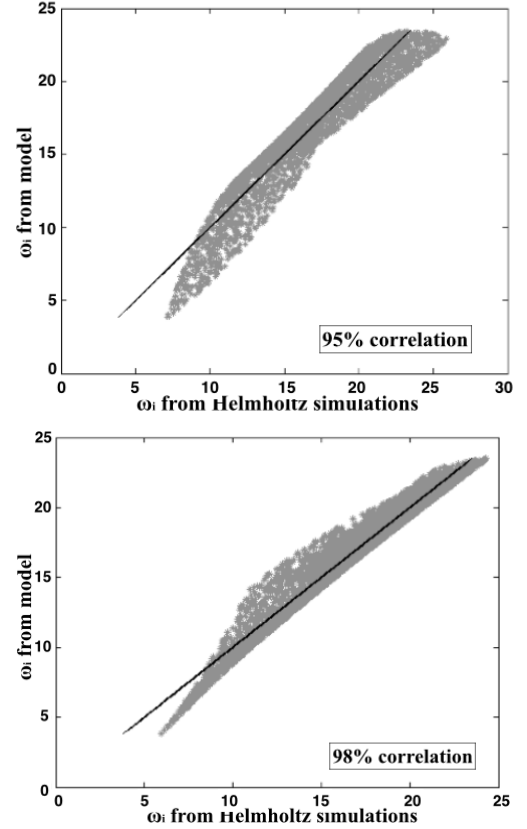 25
20
15
10
5
0
ωi from model
95% correlation
0 5 10 15 20 25 30
ωi from Helmholtz simulations
25
20
15
10
5
0
ωi from model
98% correlation
0 5 10 15 20 25
ωi from Helmholtz simulations